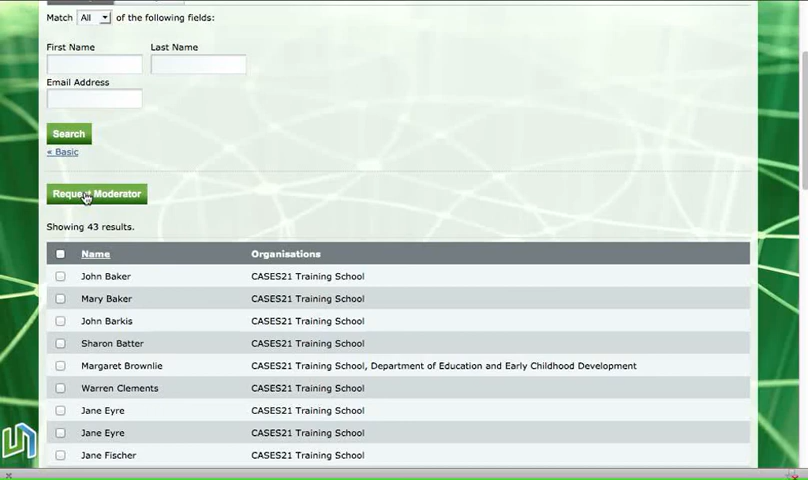 Match All of the following fields:
First Name Last Name
Email Address
Search
« Basic
Request Moderator
Showing 43 results.
Name Organisations
John Baker CASES21 Training School
Mary Baker CASES21 Training School
John Barkis CASES21 Training School
Sharon Batter CASES21 Training School
Margaret Brownlie CASES21 Training School, Department of Education and Early Childhood Development
Warren Clements CASES21 Training School
Jane Eyre CASES21 Training School
Jane Eyre CASES21 Training School
Jane Fischer CASES21 Training School